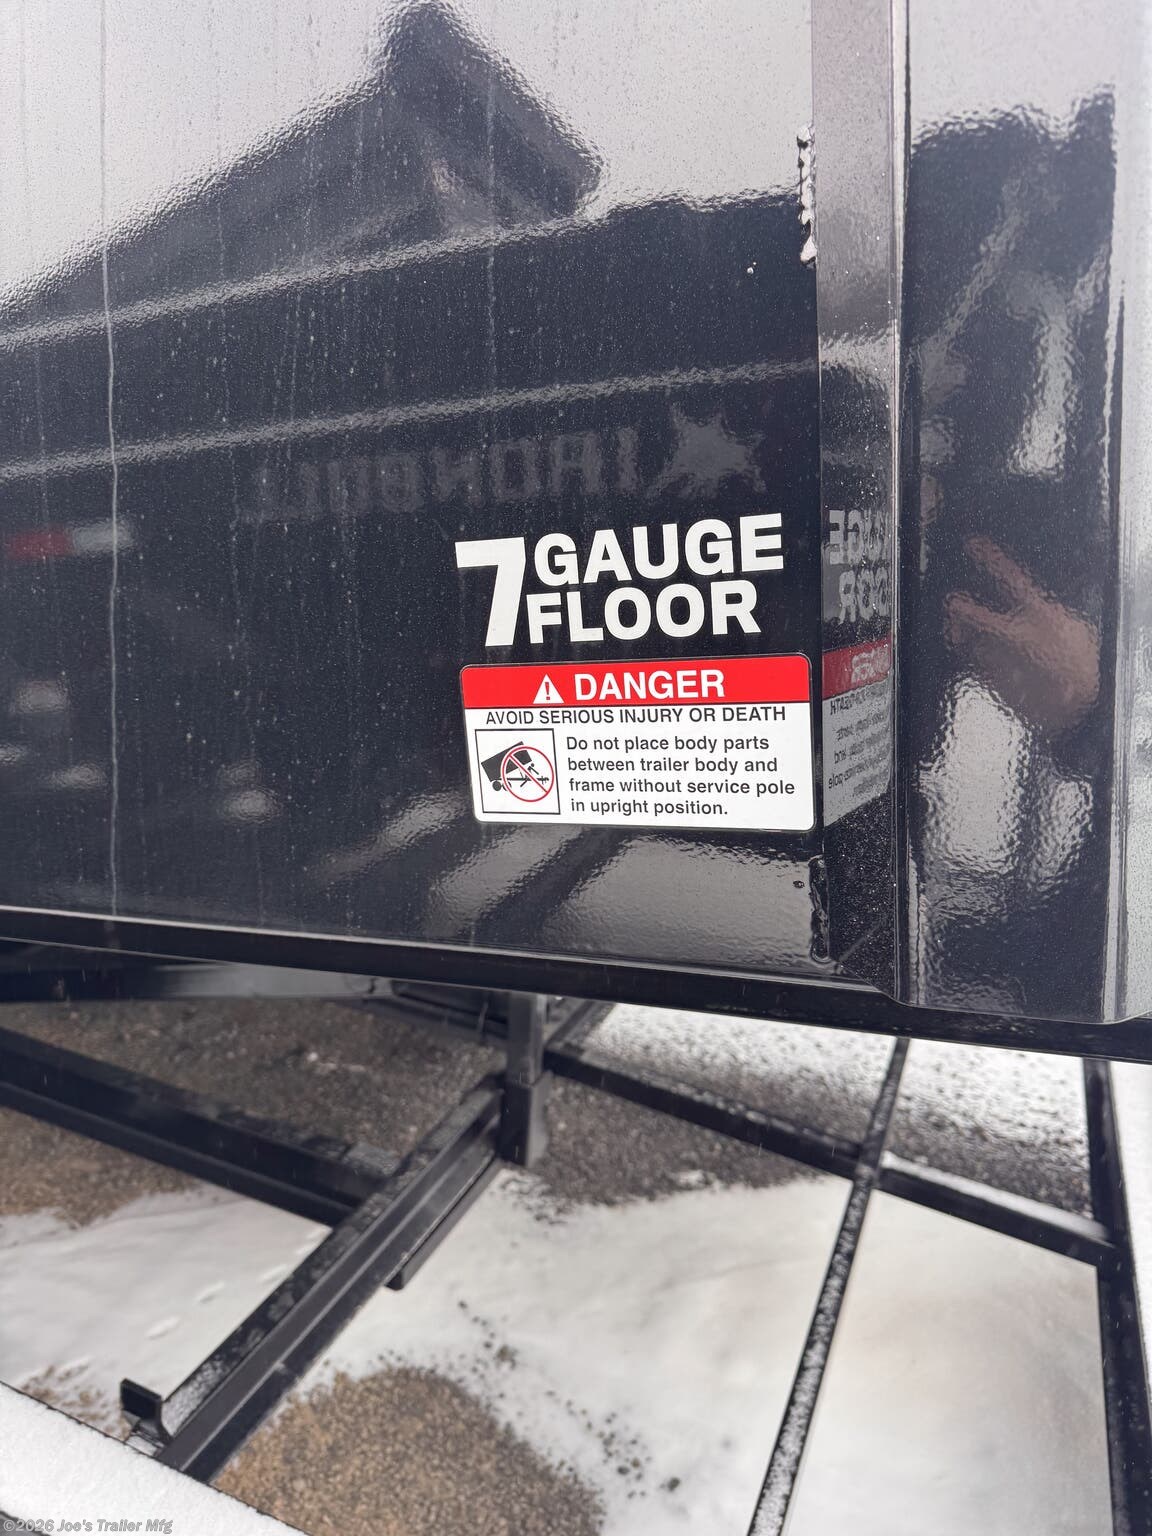 IRONBULL
7 GAUGE
FLOOR
DANGER
AVOID SERIOUS INJURY OR DEATH
Do not place body parts
between trailer body and
frame without service pole
in upright position.
©2026 Joe's Trailer Mfg